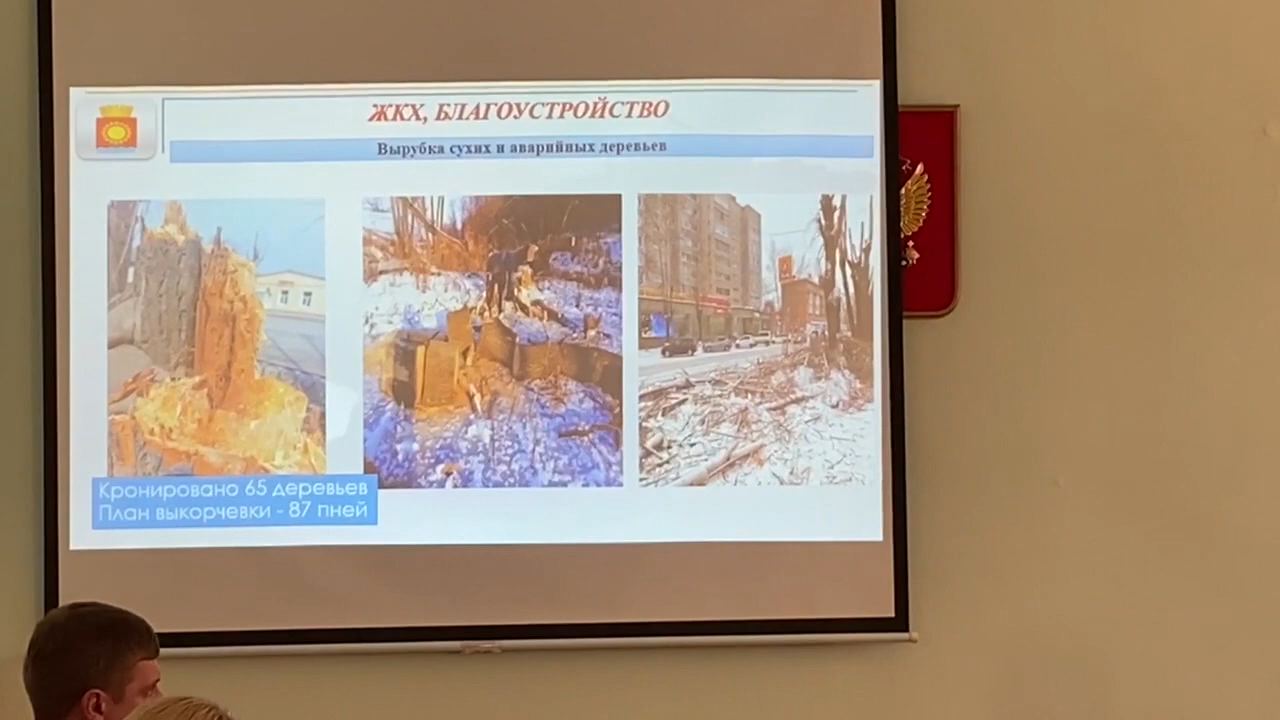 ЖКХ, БЛАГОУСТРОЙСТВО
Вырубка сухих и аварийных деревьев
Кронировано 65 деревьев
План выкорчевки - 87 пней